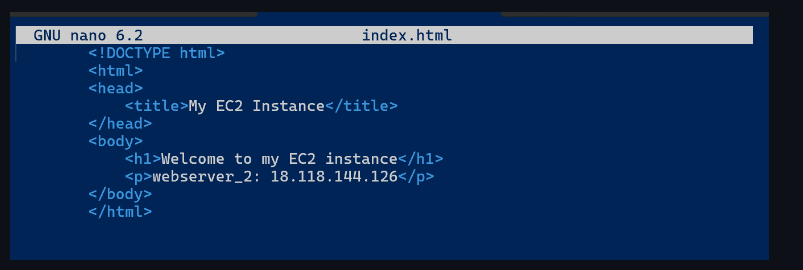 GNU nano 6.2 index.html
<!DOCTYPE html>
<html>
<head>
<title>My EC2 Instance</title>
</head>
<body>
<h1>Welcome to my EC2 instance</h1>
<p>webserver_2: 18.118.144.126</p>
</body>
</html>